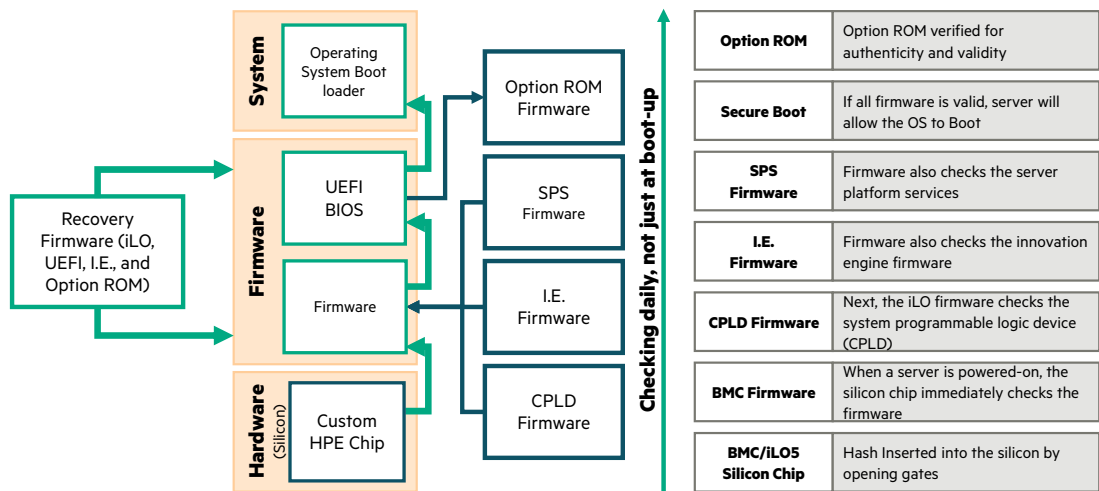 System
Operating
System Boot
loader
Option ROM
Firmware
Firmware
UEFI
BIOS
SPS
Firmware
Recovery
Firmware (iLO,
UEFI, I.E., and
Option ROM)
Firmware
I.E.
Firmware
Hardware
(Silicon)
Custom
HPE Chip
CPLD
Firmware
Checking daily, not just at boot-up
Option ROM
Option ROM verified for
authenticity and validity
Secure Boot
If all firmware is valid, server will
allow the OS to Boot
SPS
Firmware
Firmware also checks the server
platform services
I.E.
Firmware
Firmware also checks the innovation
engine firmware
CPLD Firmware
Next, the iLO firmware checks the
system programmable logic device
(CPLD)
BMC Firmware
When a server is powered-on, the
silicon chip immediately checks the
firmware
BMC/iLO5
Silicon Chip
Hash Inserted into the silicon by
opening gates